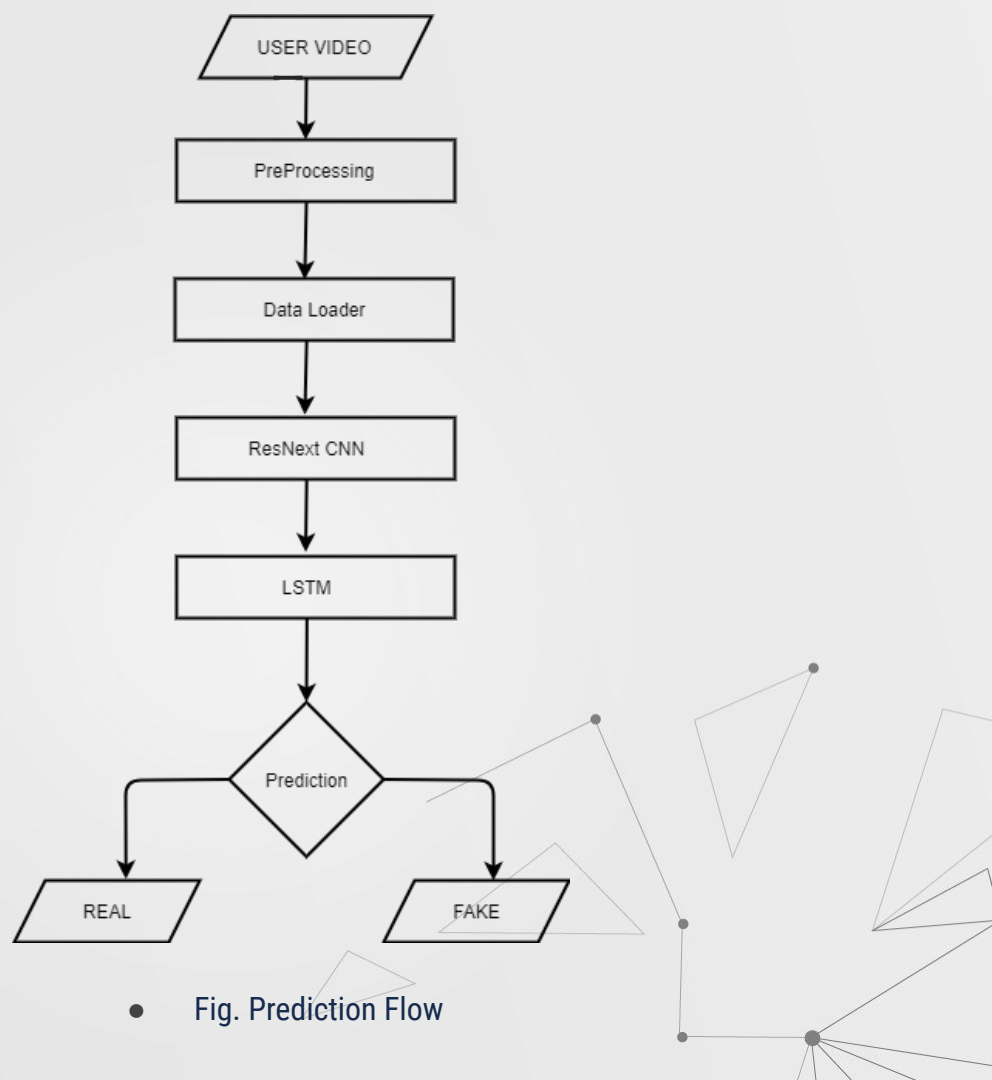 USER VIDEO
PreProcessing
Data Loader
ResNext CNN
LSTM
Prediction
REAL
FAKE
Fig. Prediction Flow